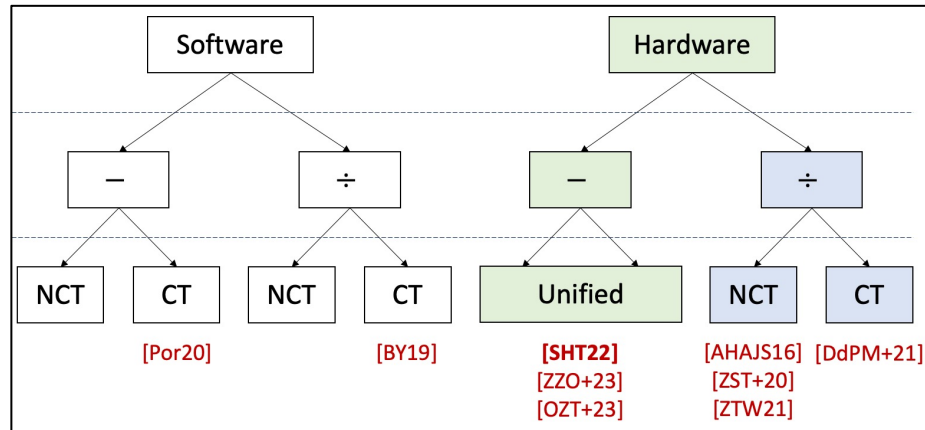 Software Hardware
− ÷ − ÷
NCT CT NCT CT Unified NCT CT
[Por20] [BY19] [SHT22] [AHAJS16] [DdPM+21]
[ZZO+23] [ZST+20]
[OZT+23] [ZTW21]